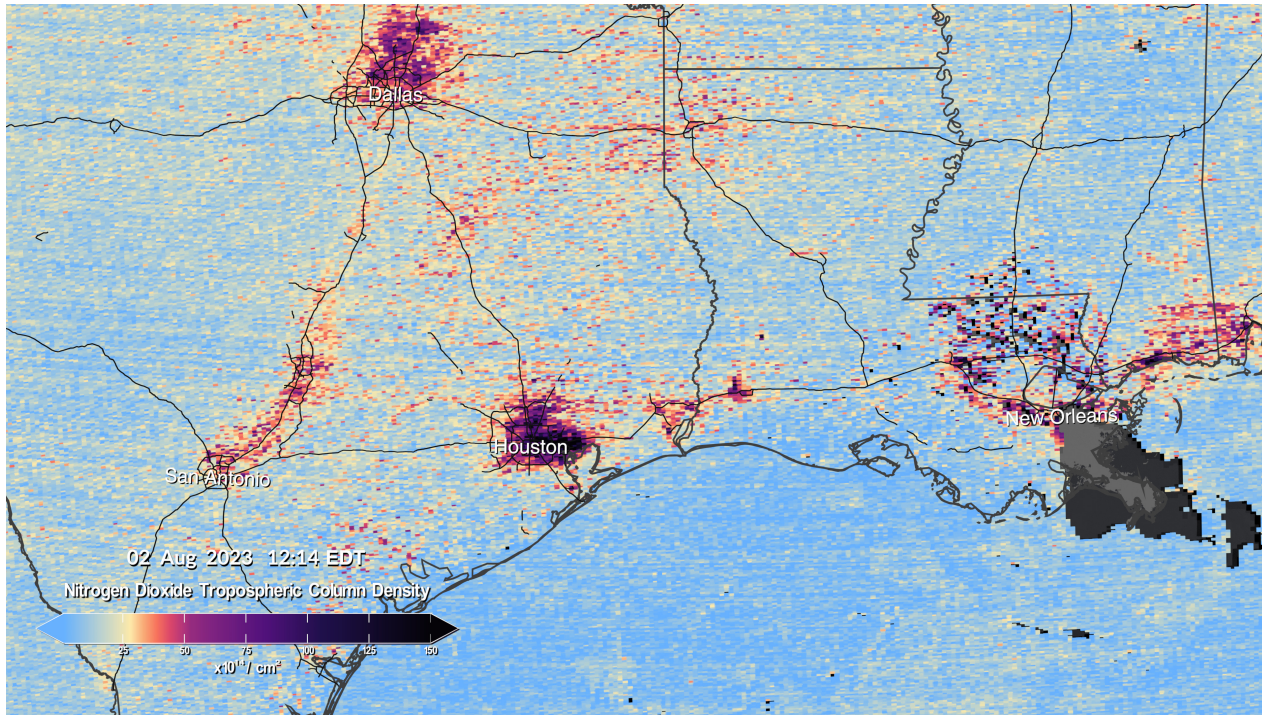 Dallas
New Orleans
Houston
San Antonio
02 Aug 2023 12:14 EDT
Nitrogen Dioxide Tropospheric Column Density
25 50 75 100 125 150
x10¹⁴/ cm²